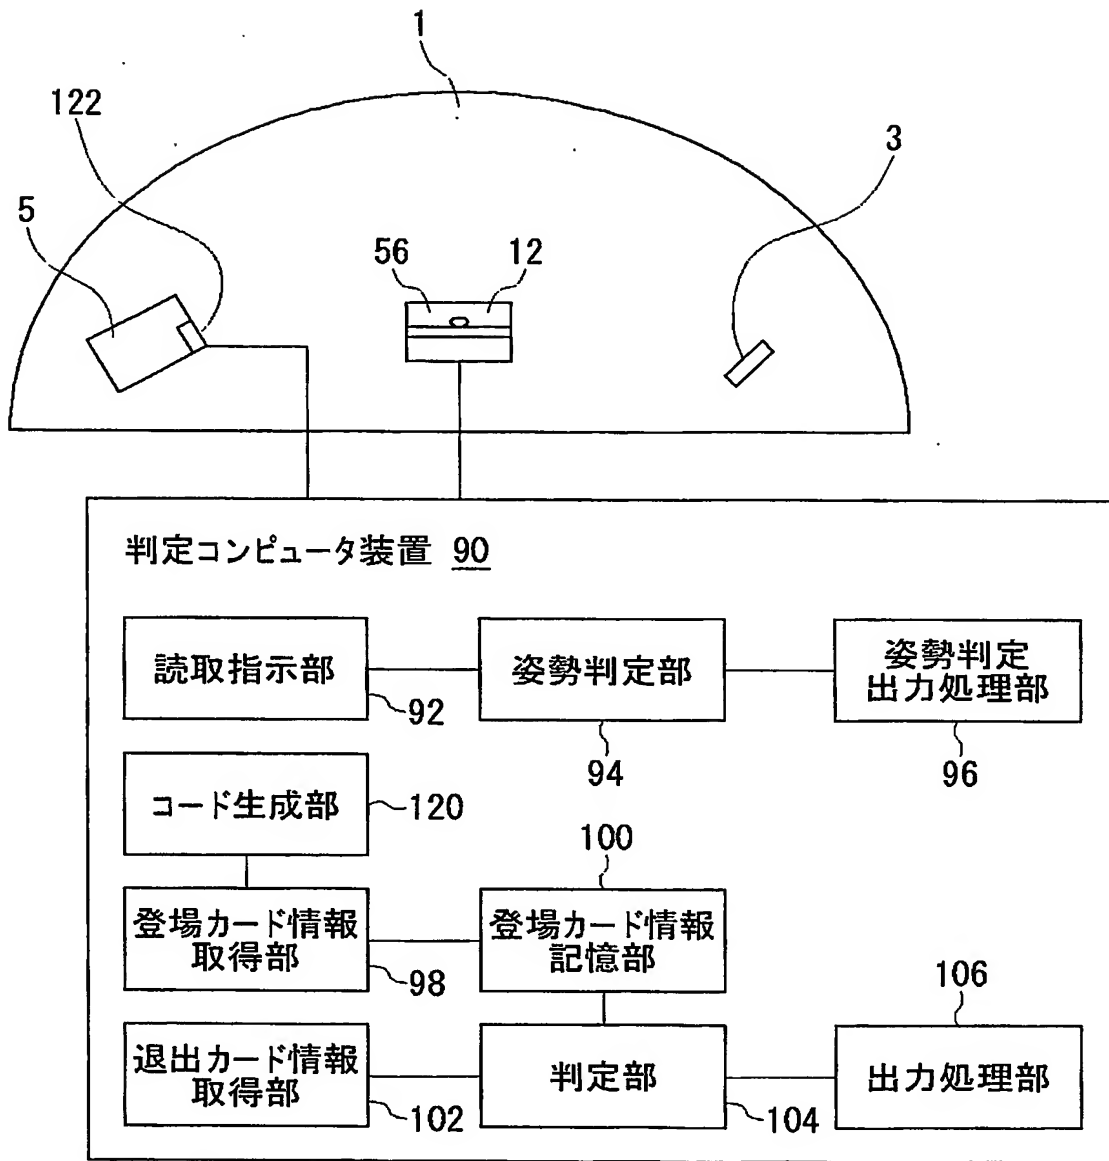 1
122
3
5
56
12
判定コンピュータ装置 90
読取指示部
92
姿勢判定部
94
姿勢判定
出力処理部
96
コード生成部
120
100
登場カード情報
取得部
98
登場カード情報
記憶部
106
退出カード情報
取得部
102
判定部
104
出力処理部